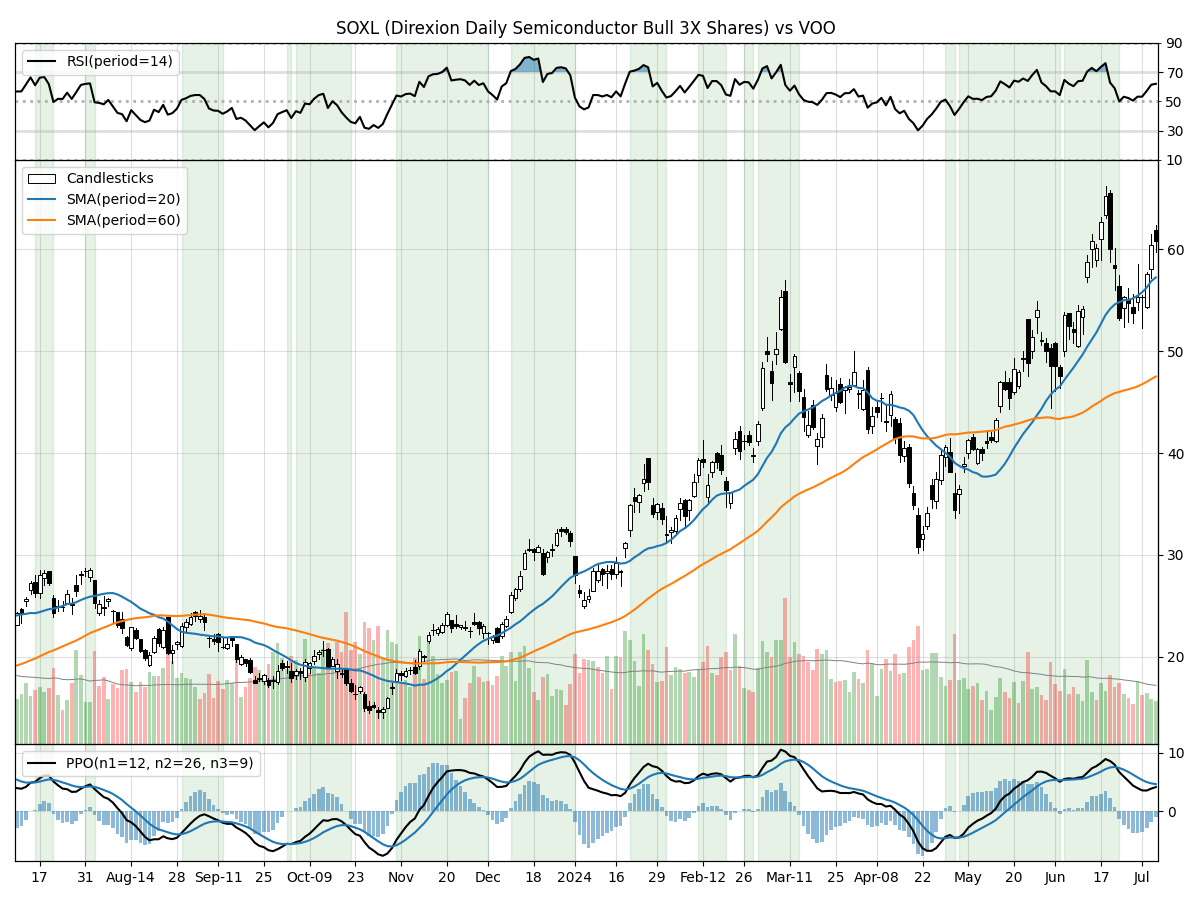 SOXL (Direxion Daily Semiconductor Bull 3X Shares) vs VOO
RSI(period=14)
90
70
50
30
10
Candlesticks
SMA(period=20)
SMA(period=60)
60
50
40
30
20
PPO(n1=12, n2=26, n3=9)
10
0
17 31 Aug-14 28 Sep-11 25 Oct-09 23 Nov 20 Dec 18 2024 16 29 Feb-12 26 Mar-11 25 Apr-08 22 May 20 Jun 17 Jul